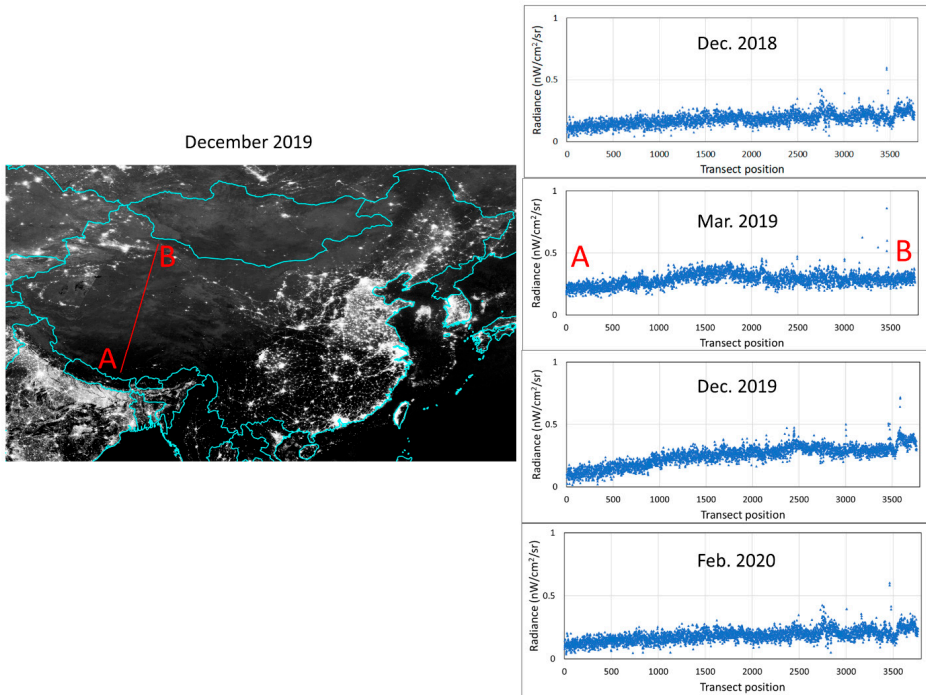 December 2019
A
B
Dec. 2018
Radiance (nW/cm²/sr)
1
0.5
0
0 500 1000 1500 2000 2500 3000 3500
Transect position
Mar. 2019
A
B
Radiance (nW/cm²/sr)
1
0.5
0
0 500 1000 1500 2000 2500 3000 3500
Transect position
Dec. 2019
Radiance (nW/cm²/sr)
1
0.5
0
0 500 1000 1500 2000 2500 3000 3500
Transect position
Feb. 2020
Radiance (nW/cm²/sr)
1
0.5
0
0 500 1000 1500 2000 2500 3000 3500
Transect position